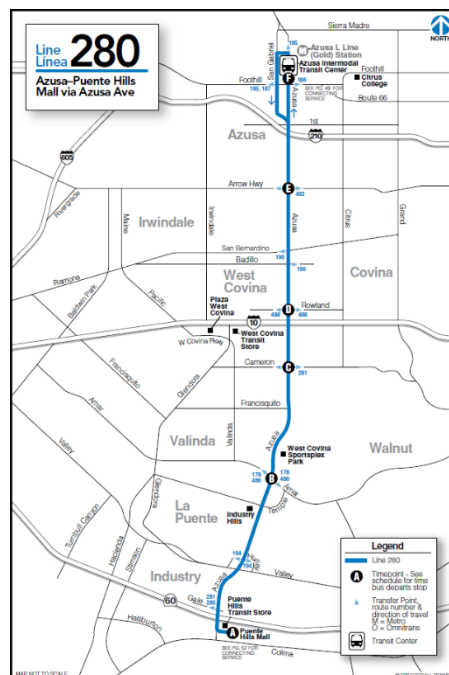 Line
Línea
280
Azusa–Puente Hills
Mall via Azusa Ave
Sierra Madre
NORTH
San Gabriel
185
M
Azusa L Line
(Gold) Station
Azusa Intermodal
Transit Center
Foothill
Foothill
F
188
185, 187
Citrus
College
SEE PG. 49 FOR
CONNECTING
SERVICE
Azusa
Route 66
1st
Azusa
210
605
Rivergrade
Arrow Hwy
E
492
Irwindale
Maine
Irwindale
Azusa
Citrus
Grand
San Bernardino
190
Badillo
190
West
Covina
Covina
Ramona
Baldwin Park
Pacific
Plaza
West
Covina
D
Rowland
488
10
W Covina Pkwy
West Covina
Transit
Store
Cameron
C
281
Francisquito
Glendora
Francisquito
Amar
Valinda
Valinda
Azusa
West Covina
Sportsplex
Park
Walnut
Valley
178
486
B
178
486
Amar
Temple
Glendora
La
Puente
Industry
Hills
Turnbull Canyon
Hacienda
Stimson
194
194
Hurley
Valley
Industry
Azusa
60
Gale
Puente
Hills
Transit Store
Halliburton
A
Puente
Hills Mall
Colima
SEE PG. 52 FOR
CONNECTING
SERVICE
Legend
Line 280
A
Timepoint - See
schedule for time
bus departs stop
Transfer Point,
route number &
direction of travel
M = Metro
O = Omnitrans
Transit Center
MAP NOT TO SCALE